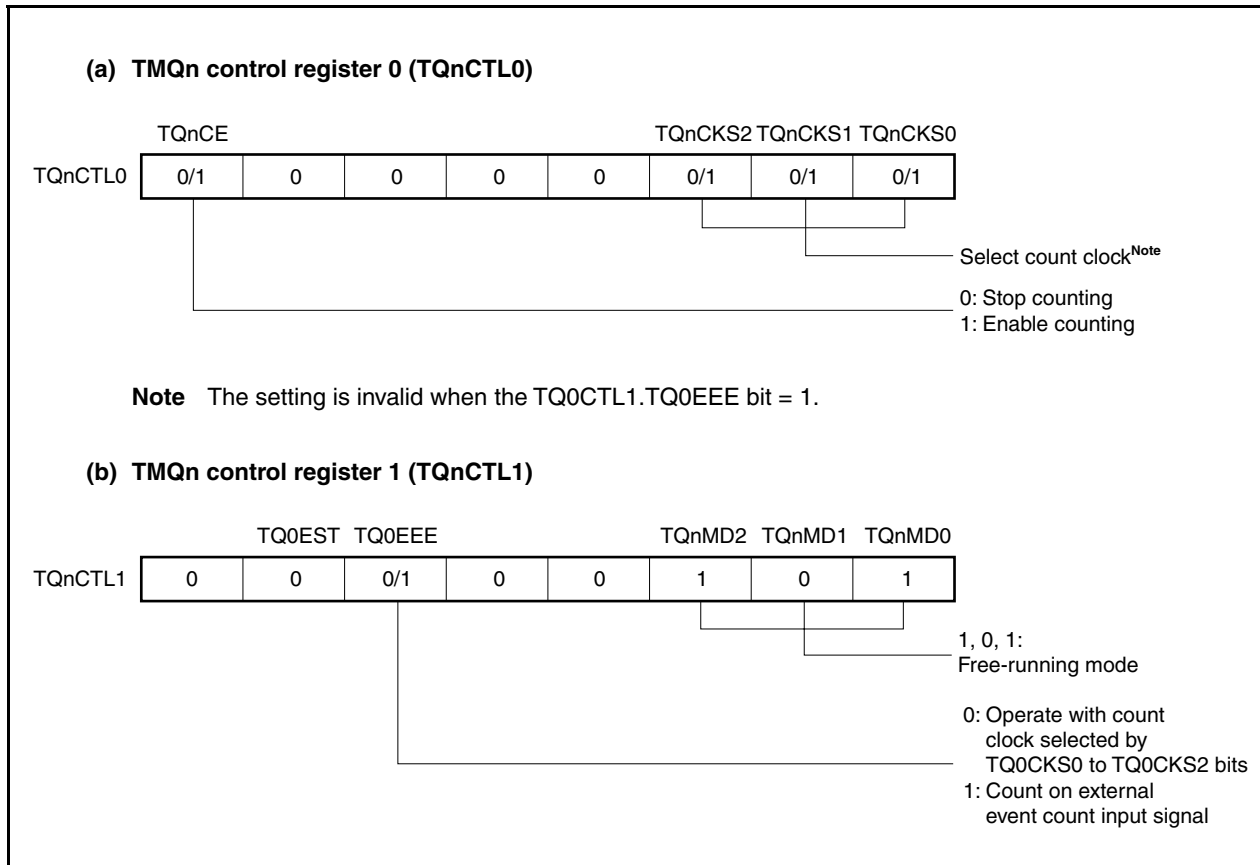 (a) TMQn control register 0 (TQnCTL0)
TQnCE TQnCKS2 TQnCKS1 TQnCKS0
TQnCTL0 0/1 0 0 0 0 0/1 0/1 0/1
Select count clockNote
0: Stop counting
1: Enable counting
Note The setting is invalid when the TQ0CTL1.TQ0EEE bit = 1.
(b) TMQn control register 1 (TQnCTL1)
TQ0EST TQ0EEE TQnMD2 TQnMD1 TQnMD0
TQnCTL1 0 0 0/1 0 0 1 0 1
1, 0, 1:
Free-running mode
0: Operate with count
clock selected by
TQ0CKS0 to TQ0CKS2 bits
1: Count on external
event count input signal